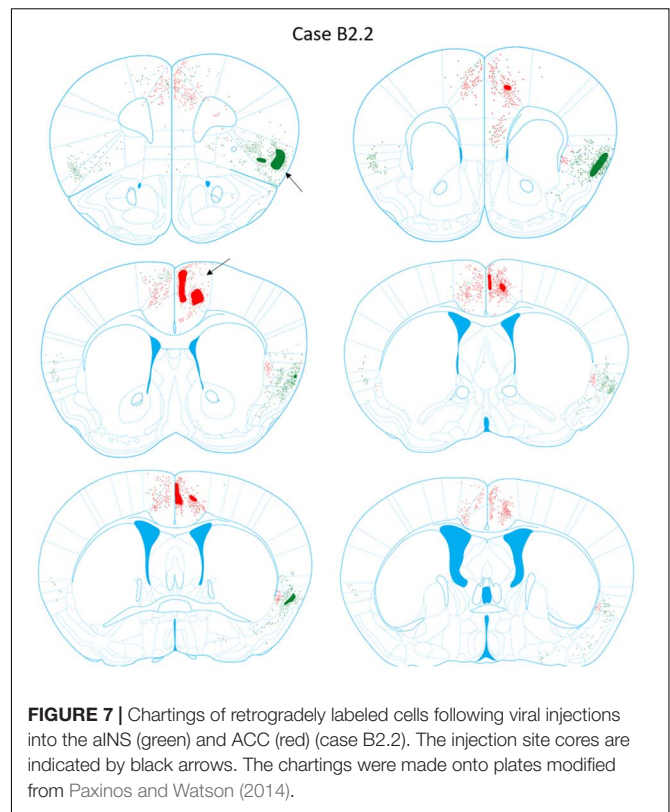 Case B2.2
FIGURE 7 | Chartings of retrogradely labeled cells following viral injections
into the aINS (green) and ACC (red) (case B2.2). The injection site cores are
indicated by black arrows. The chartings were made onto plates modified
from Paxinos and Watson (2014).